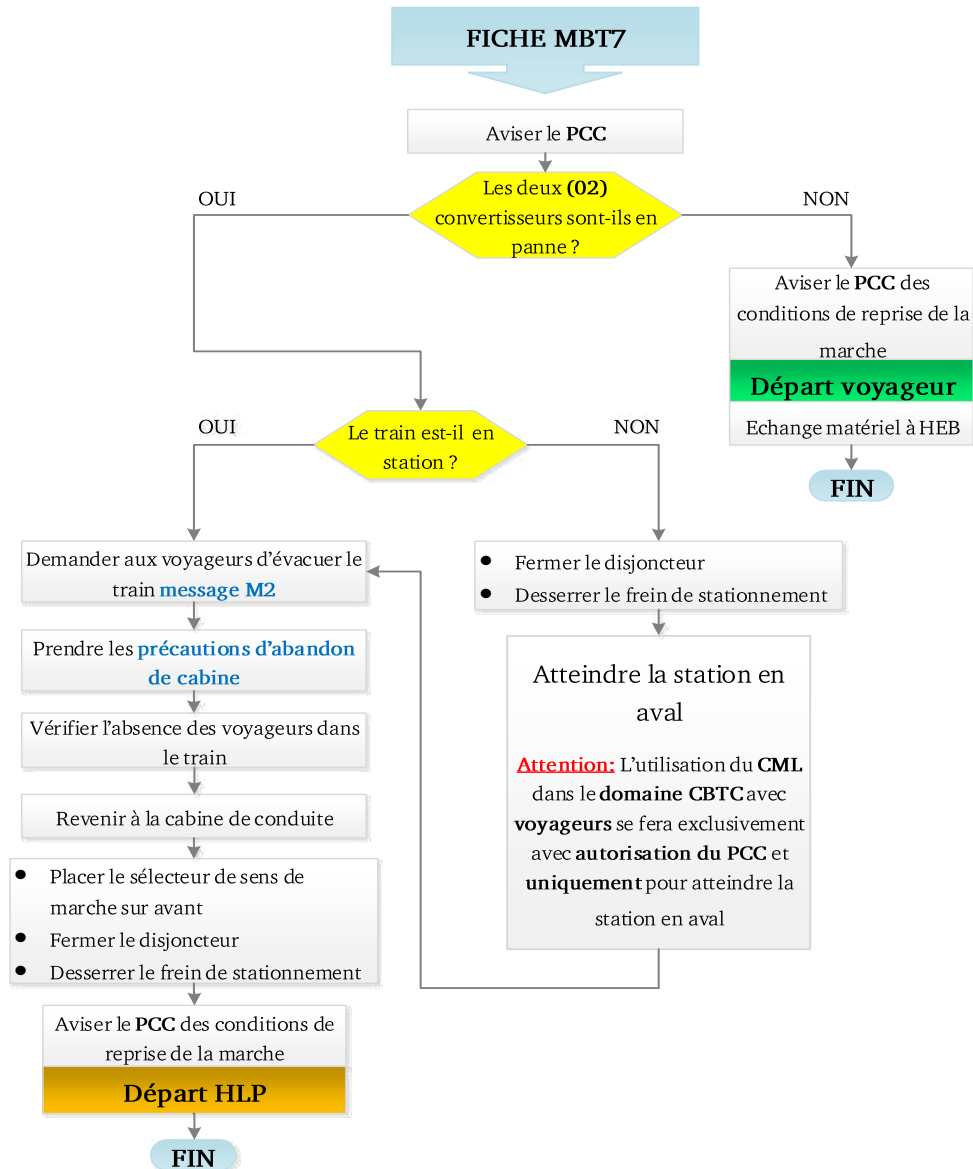 FICHE MBT7
Aviser le PCC
Les deux (02)
convertisseurs sont-ils en
panne ?
OUI
NON
Aviser le PCC des
conditions de reprise de la
marche
Départ voyageur
Echange matériel à HEB
FIN
Le train est-il en
station ?
OUI
NON
Demander aux voyageurs d'évacuer le
train message M2
Prendre les précautions d'abandon
de cabine
Vérifier l'absence des voyageurs dans
le train
Revenir à la cabine de conduite
• Placer le sélecteur de sens de
marche sur avant
• Fermer le disjoncteur
• Desserrer le frein de stationnement
Aviser le PCC des conditions de
reprise de la marche
Départ HLP
FIN
• Fermer le disjoncteur
• Desserrer le frein de stationnement
Atteindre la station en
aval
Attention: L'utilisation du CML
dans le domaine CBTC avec
voyageurs se fera exclusivement
avec autorisation du PCC et
uniquement pour atteindre la
station en aval